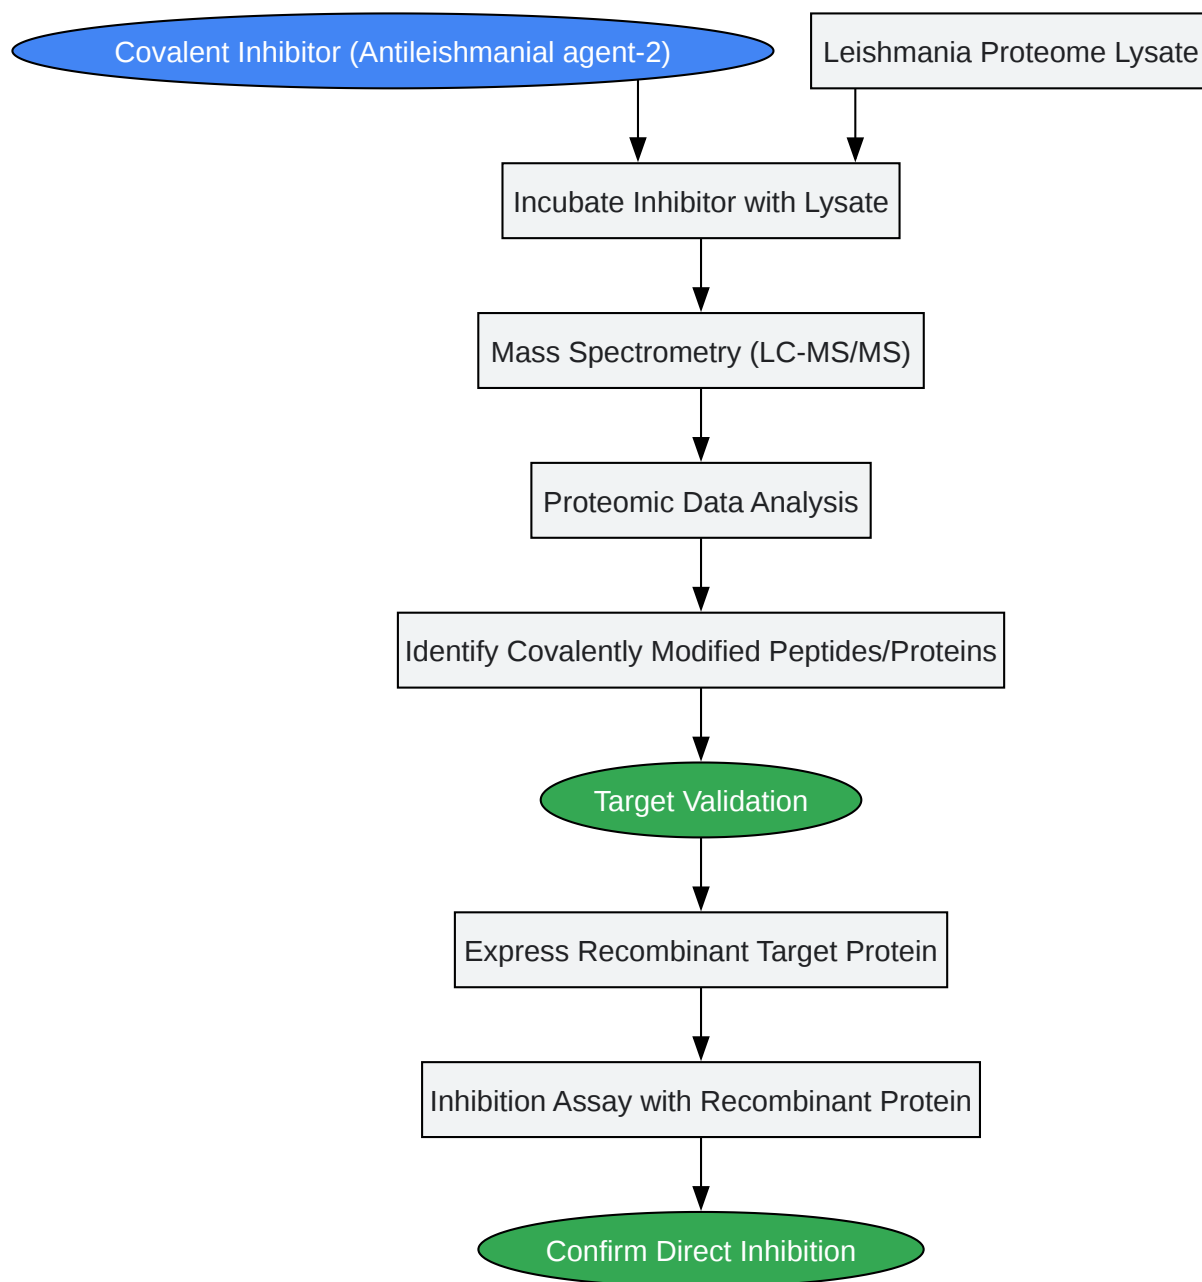 Covalent Inhibitor (Antileishmanial agent-2)
Leishmania Proteome Lysate
Incubate Inhibitor with Lysate
Mass Spectrometry (LC-MS/MS)
Proteomic Data Analysis
Identify Covalently Modified Peptides/Proteins
Target Validation
Express Recombinant Target Protein
Inhibition Assay with Recombinant Protein
Confirm Direct Inhibition